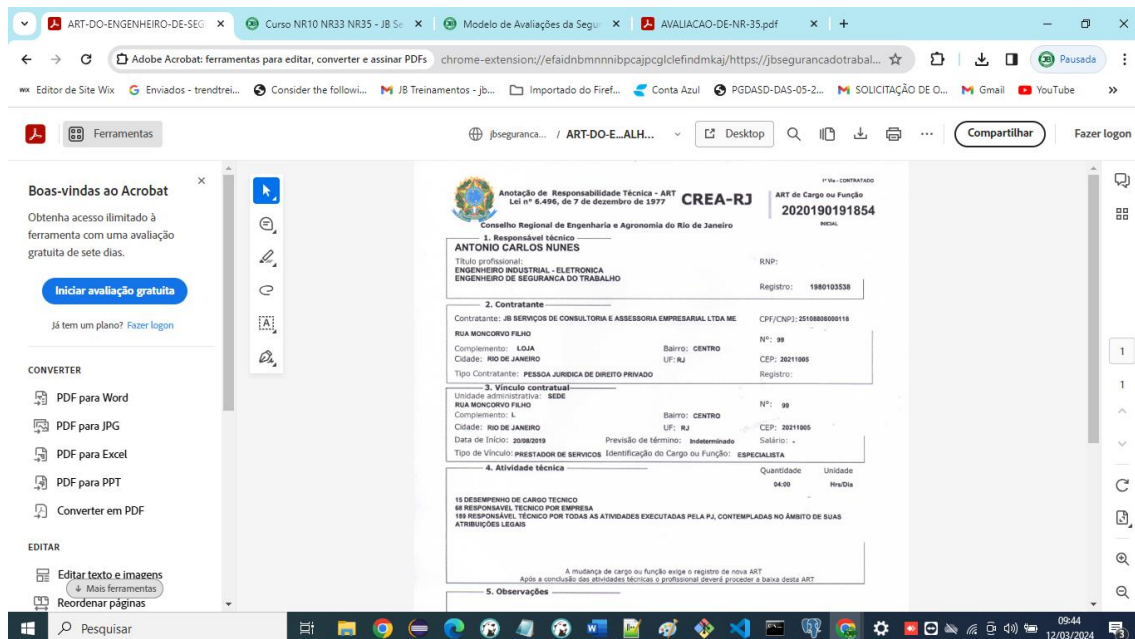 ART-DO-ENGENHEIRO-DE-SEG
Curso NR10 NR33 NR35 - JB Se
Modelo de Avaliações da Segur
AVALIACAO-DE-NR-35.pdf
Adobe Acrobat: ferramentas para editar, converter e assinar PDFs
chrome-extension://efaidnbmnnnibpcajpcglclefindmkaj/https://jbsegurancadotrabal...
Pausada
Editor de Site Wix
Enviados - trendtrei...
Consider the followi...
JB Treinamentos - jb...
Importado do Firef...
Conta Azul
PGDASD-DAS-05-2...
SOLICITAÇÃO DE O...
Gmail
YouTube
Ferramentas
jbseguranca... / ART-DO-E...ALH...
Desktop
Compartilhar
Fazer logon
Boas-vindas ao Acrobat
Obtenha acesso ilimitado à
ferramenta com uma avaliação
gratuita de sete dias.
Iniciar avaliação gratuita
Já tem um plano? Fazer logon
CONVERTER
PDF para Word
PDF para JPG
PDF para Excel
PDF para PPT
Converter em PDF
EDITAR
Editar texto e imagens
Mais ferramentas
Reordenar páginas
1ª Via - CONTRATADO
Anotação de Responsabilidade Técnica - ART
Lei nº 6.496, de 7 de dezembro de 1977
CREA-RJ
ART de Cargo ou Função
2020190191854
INICIAL
Conselho Regional de Engenharia e Agronomia do Rio de Janeiro
1. Responsável técnico
ANTONIO CARLOS NUNES
Título profissional:
RNP:
ENGENHEIRO INDUSTRIAL - ELETRONICA
ENGENHEIRO DE SEGURANCA DO TRABALHO
Registro: 1980103538
2. Contratante
Contratante: JB SERVIÇOS DE CONSULTORIA E ASSESSORIA EMPRESARIAL LTDA ME
CPF/CNPJ: 25108808000118
RUA MONCORVO FILHO
Nº: 99
Complemento: LOJA
Bairro: CENTRO
Cidade: RIO DE JANEIRO
UF: RJ
CEP: 20211005
Tipo Contratante: PESSOA JURIDICA DE DIREITO PRIVADO
Registro:
3. Vínculo contratual
Unidade administrativa: SEDE
RUA MONCORVO FILHO
Nº: 99
Complemento: L
Bairro: CENTRO
Cidade: RIO DE JANEIRO
UF: RJ
CEP: 20211005
Data de Início: 20/08/2019
Previsão de término: Indeterminado
Salário: .
Tipo de Vínculo: PRESTADOR DE SERVICOS
Identificação do Cargo ou Função: ESPECIALISTA
4. Atividade técnica
Quantidade
Unidade
04:00
Hrs/Dia
15 DESEMPENHO DE CARGO TECNICO
68 RESPONSAVEL TECNICO POR EMPRESA
189 RESPONSÁVEL TÉCNICO POR TODAS AS ATIVIDADES EXECUTADAS PELA PJ, CONTEMPLADAS NO ÂMBITO DE SUAS
ATRIBUIÇÕES LEGAIS
A mudança de cargo ou função exige o registro de nova ART
Após a conclusão das atividades técnicas o profissional deverá proceder a baixa desta ART
5. Observações
1
1
Pesquisar
09:44
12/03/2024